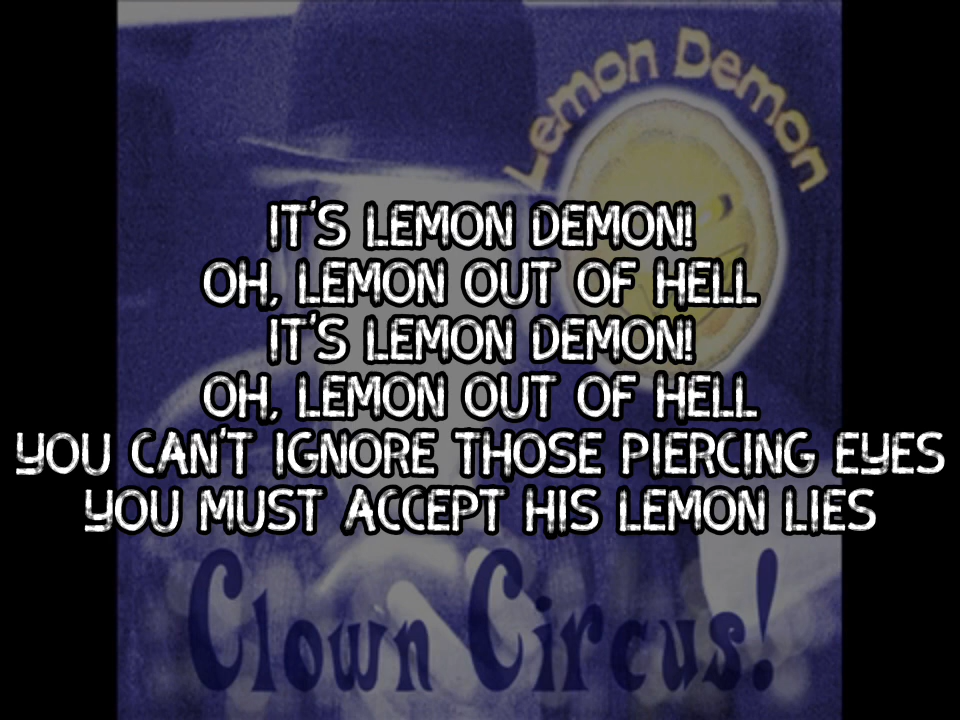 Lemon Demon
IT'S LEMON DEMON!
OH, LEMON OUT OF HELL
IT'S LEMON DEMON!
OH, LEMON OUT OF HELL
YOU CAN'T IGNORE THOSE PIERCING EYES
YOU MUST ACCEPT HIS LEMON LIES
Clown Circus!